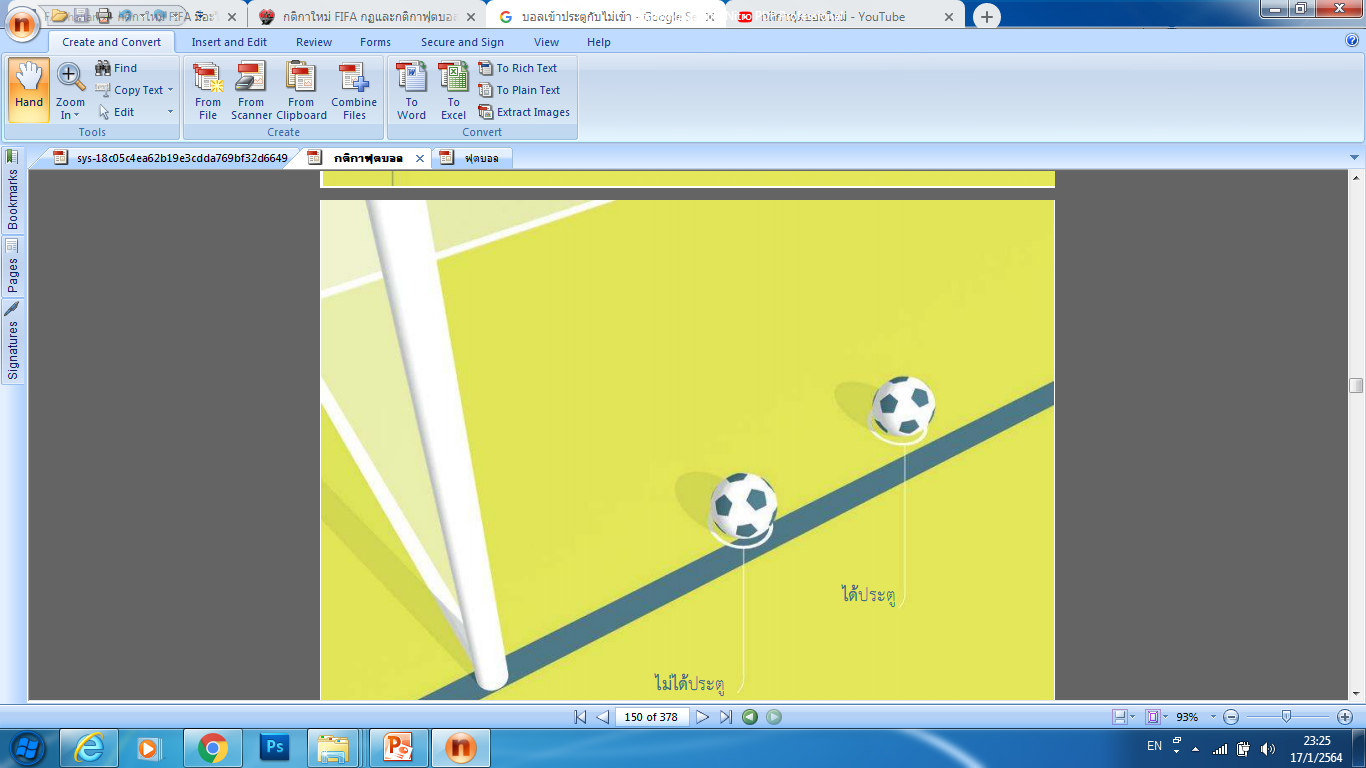 กติกาใหม่ FIFA กฏและกติกาฟุตบอล
บอลเข้าประตูกับไม่เข้า - Google Se
- YouTube
Create and Convert
Insert and Edit
Review
Forms
Secure and Sign
View
Help
Hand
Zoom In
Find
Copy Text
Edit
Tools
From File
From Scanner
From Clipboard
Combine Files
Create
To Word
To Excel
To Rich Text
To Plain Text
Extract Images
Convert
sys-18c05c4ea62b19e3cdda769bf32d6649
กติกาฟุตบอล
ฟุตบอล
Bookmarks
Pages
Signatures
ได้ประตู
ไม่ได้ประตู
150 of 378
93%
Ps
EN
23:25
17/1/2564